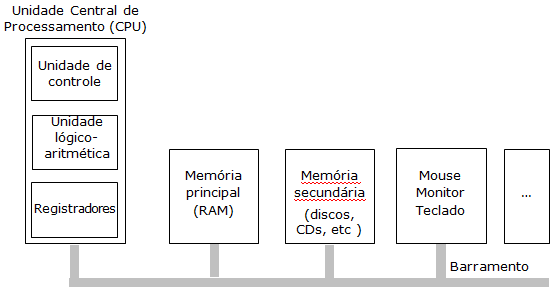 Unidade Central de
Processamento (CPU)
Unidade de
controle
Unidade
lógico-
aritmética
Registradores
Memória
principal
(RAM)
Memória
secundária
(discos,
CDs, etc )
Mouse
Monitor
Teclado
...
Barramento